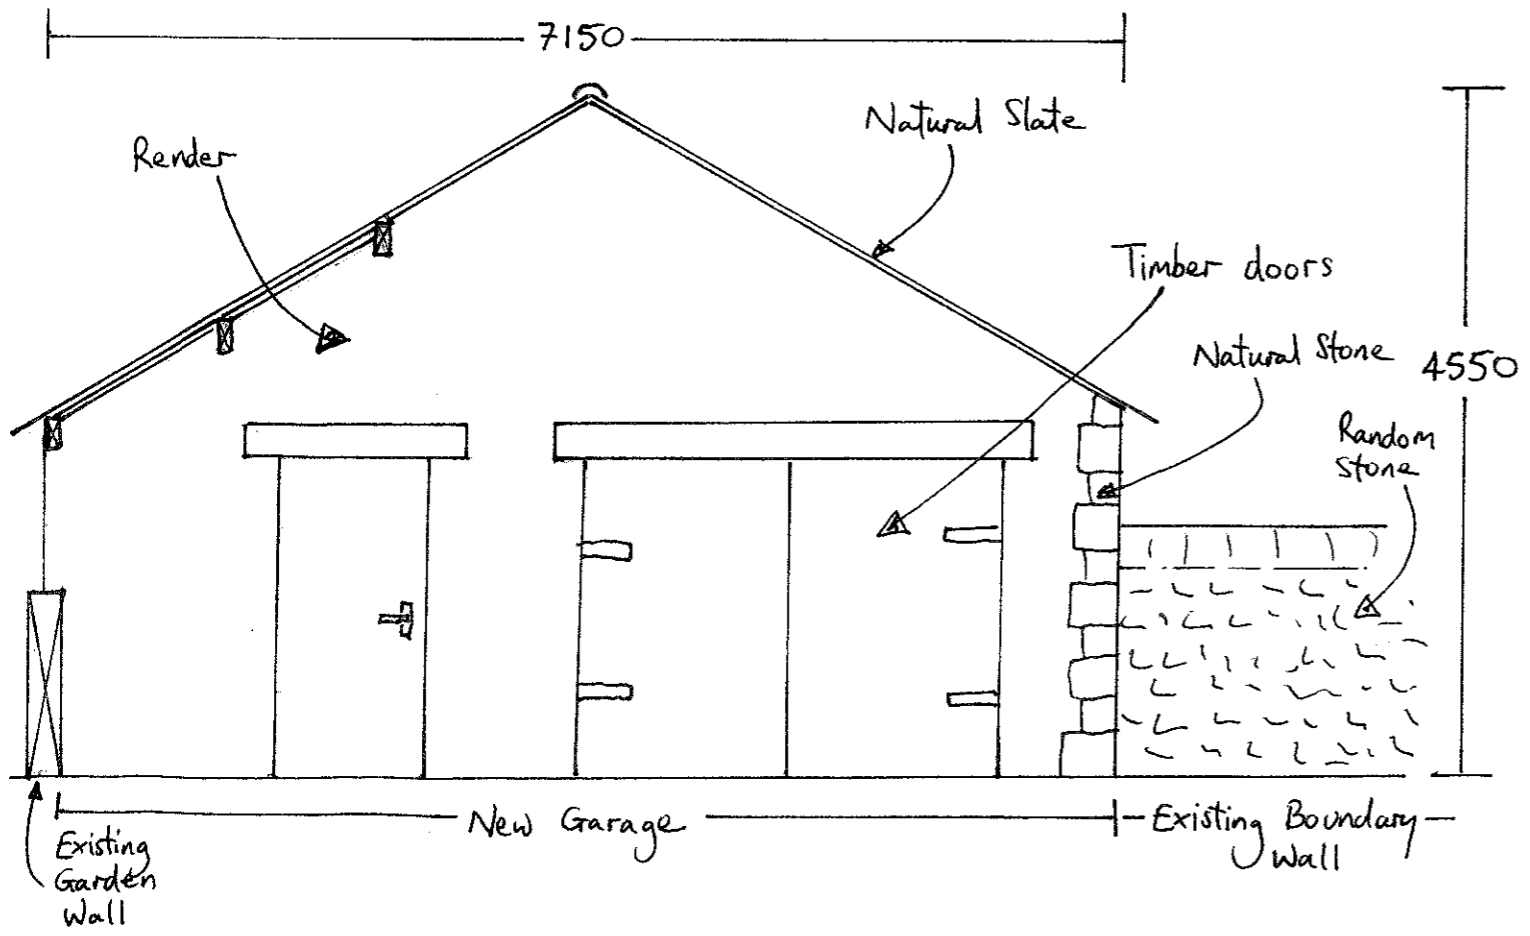 7150
Natural Slate
Render
Timber doors
Natural Stone
4550
Random
Stone
New Garage
Existing Boundary
Wall
Existing
Garden
Wall